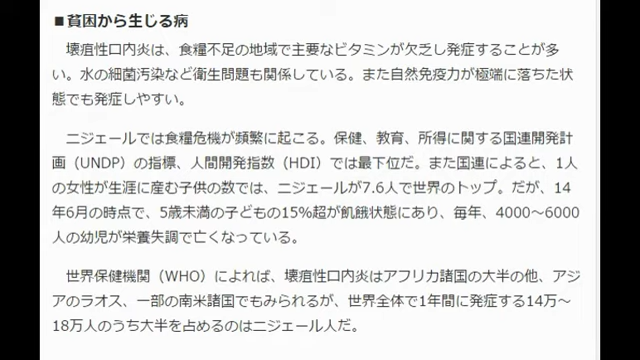 ■貧困から生じる病
壊疽性口内炎は、食糧不足の地域で主要なビタミンが欠乏し発症することが多
い。水の細菌汚染など衛生問題も関係している。また自然免疫力が極端に落ちた状
態でも発症しやすい。
ニジェールでは食糧危機が頻繁に起こる。保健、教育、所得に関する国連開発計
画（UNDP）の指標、人間開発指数（HDI）では最下位だ。また国連によると、1人
の女性が生涯に産む子供の数では、ニジェールが7.6人で世界のトップ。だが、14
年6月の時点で、5歳未満の子どもの15%超が飢餓状態にあり、毎年、4000～6000
人の幼児が栄養失調で亡くなっている。
世界保健機関（WHO）によれば、壊疽性口内炎はアフリカ諸国の大半の他、アジ
アのラオス、一部の南米諸国でもみられるが、世界全体で1年間に発症する14万～
18万人のうち大半を占めるのはニジェール人だ。